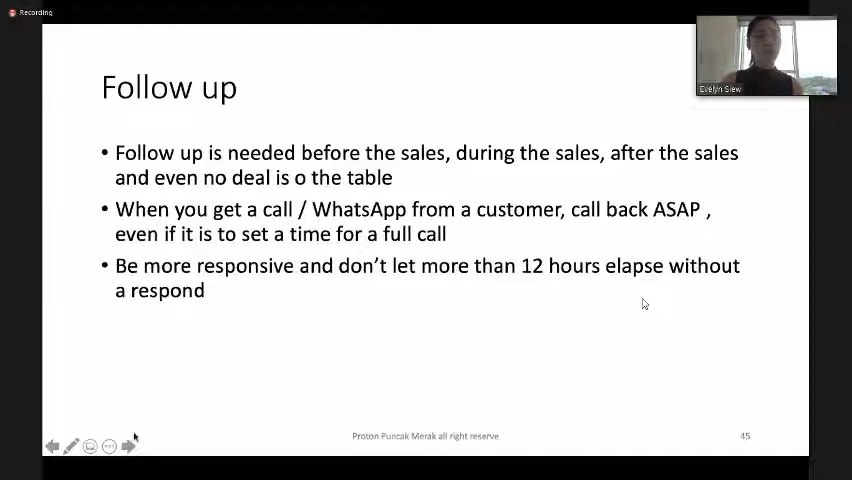 Recording
Follow up
Evelyn Siew
• Follow up is needed before the sales, during the sales, after the sales
and even no deal is o the table
• When you get a call / WhatsApp from a customer, call back ASAP ,
even if it is to set a time for a full call
• Be more responsive and don’t let more than 12 hours elapse without
a respond
Proton Puncak Merak all right reserve
45